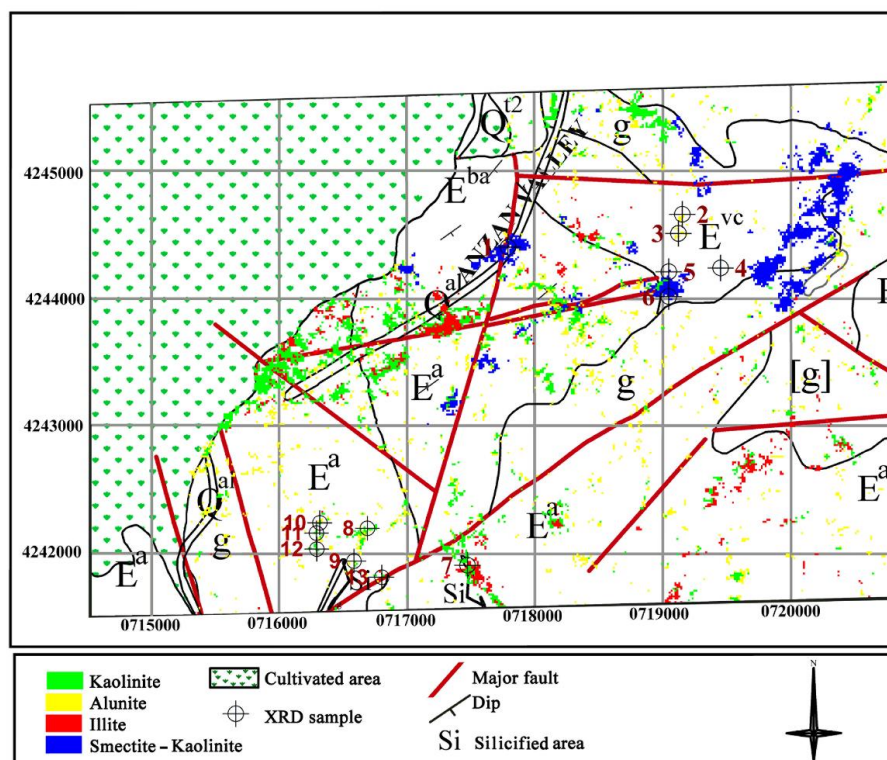 Q t2
g
4245000
E ba
ANZAN VALLEY
2
3
E vc
1
5
4
4244000
Q al
6
E
E a
g
[g]
4243000
E a
Q al
E a
E a
10
8
11
g
12
4242000
9
7
E a
Si
Si
0715000
0716000
0717000
0718000
0719000
0720000
Kaolinite
Cultivated area
Major fault
N
Alunite
Dip
Illite
XRD sample
Smectite - Kaolinite
Si Silicified area